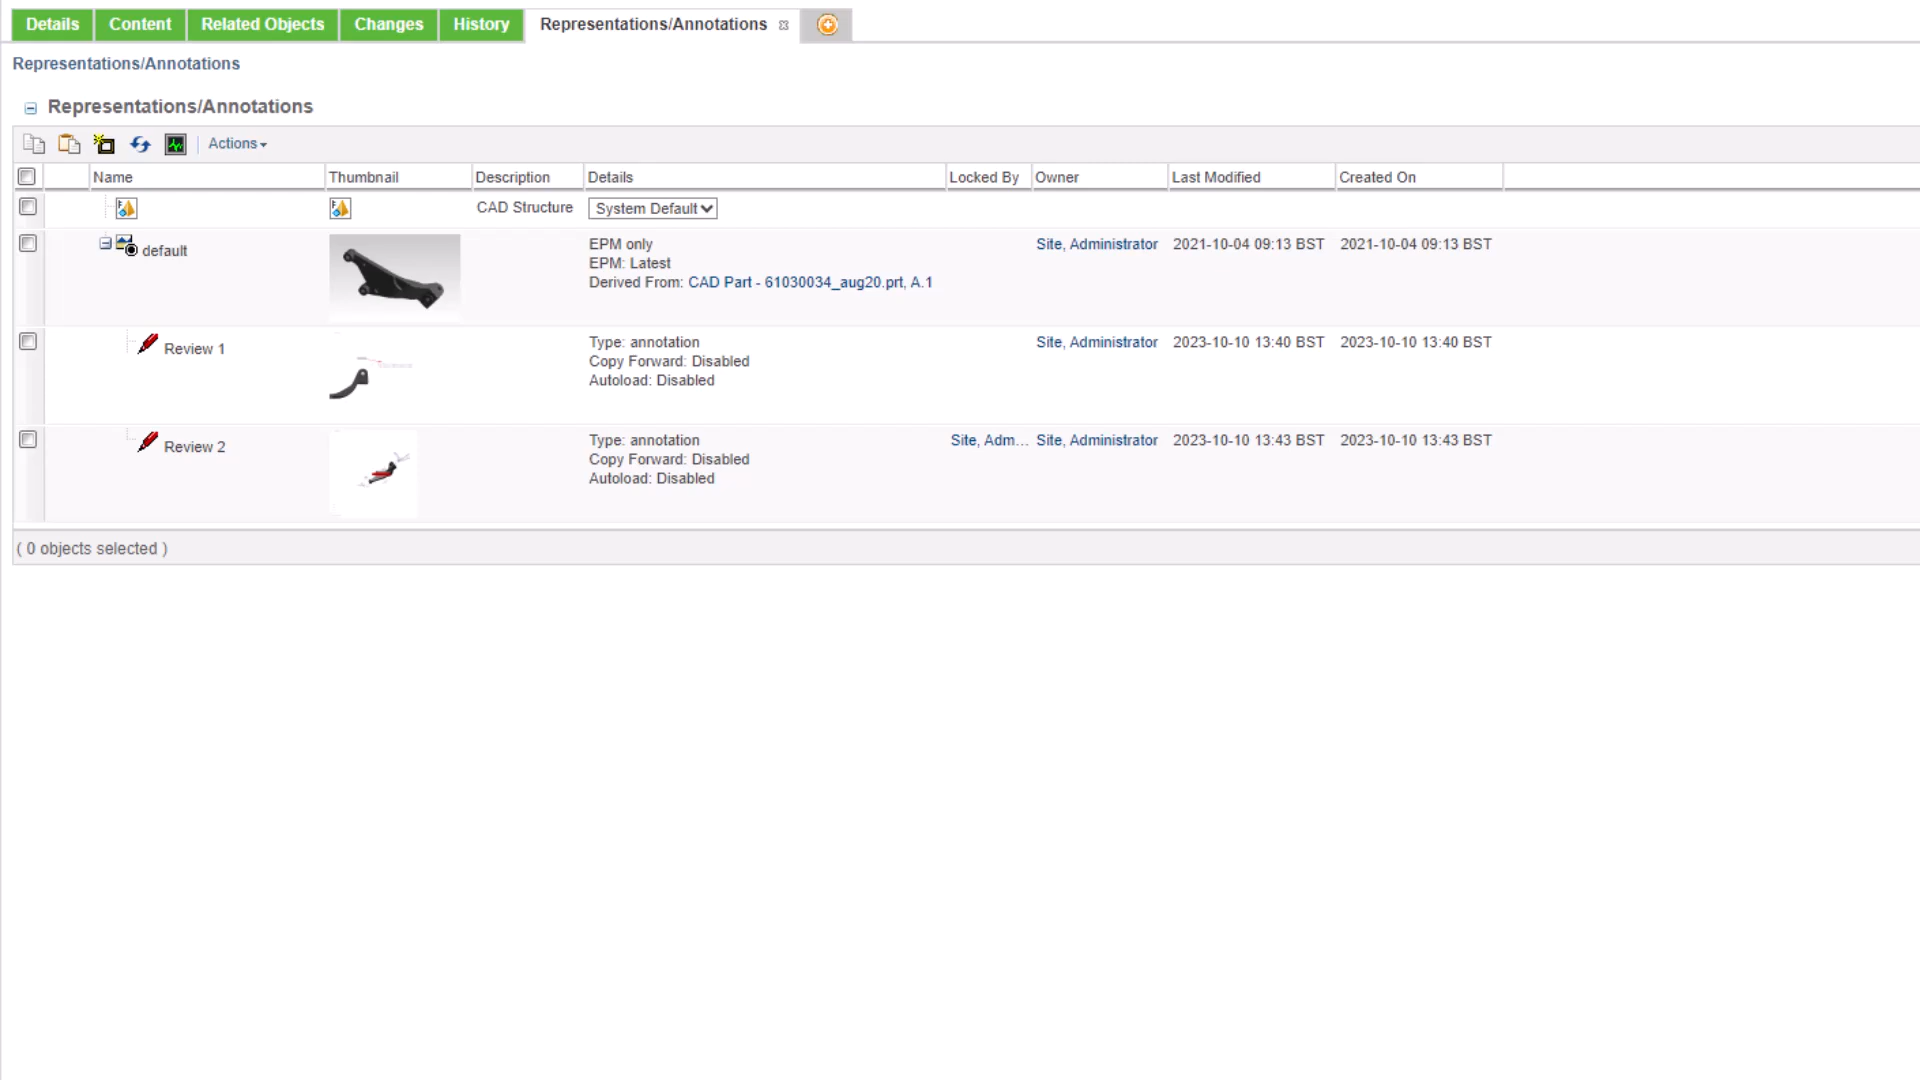 Details Content Related Objects Changes History Representations/Annotations
Representations/Annotations
Representations/Annotations
Actions
Name Thumbnail Description Details Locked By Owner Last Modified Created On
CAD Structure System Default
default
EPM only Site, Administrator 2021-10-04 09:13 BST 2021-10-04 09:13 BST
EPM: Latest
Derived From: CAD Part - 61030034_aug20.prt, A.1
Review 1
Type: annotation Site, Administrator 2023-10-10 13:40 BST 2023-10-10 13:40 BST
Copy Forward: Disabled
Autoload: Disabled
Review 2
Type: annotation Site, Adm... Site, Administrator 2023-10-10 13:43 BST 2023-10-10 13:43 BST
Copy Forward: Disabled
Autoload: Disabled
( 0 objects selected )